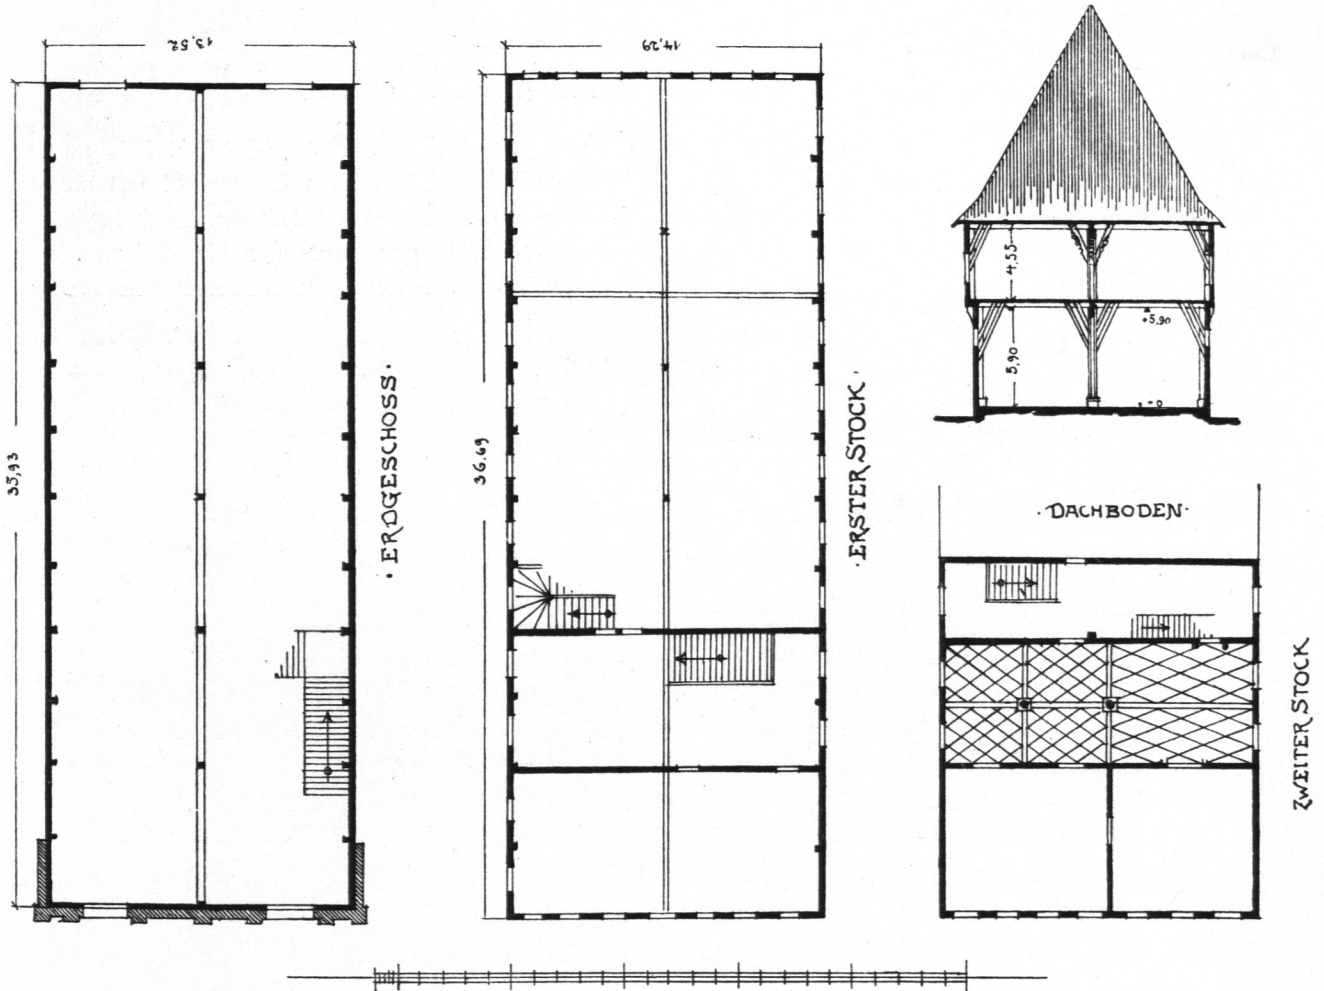 13,52
35,93
· ERDGESCHOSS ·
14,29
36.69
· ERSTER STOCK ·
4,55
5,90
+5,90
+0
· DACHBODEN ·
ZWEITER STOCK